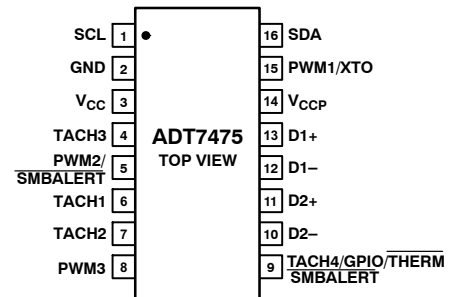 SCL 1 16 SDA
GND 2 15 PWM1/XTO
VCC 3 14 VCCP
TACH3 4 13 D1+
ADT7475
TOP VIEW
PWM2/
SMBALERT 5 12 D1–
TACH1 6 11 D2+
TACH2 7 10 D2–
PWM3 8 9 TACH4/GPIO/THERM
SMBALERT